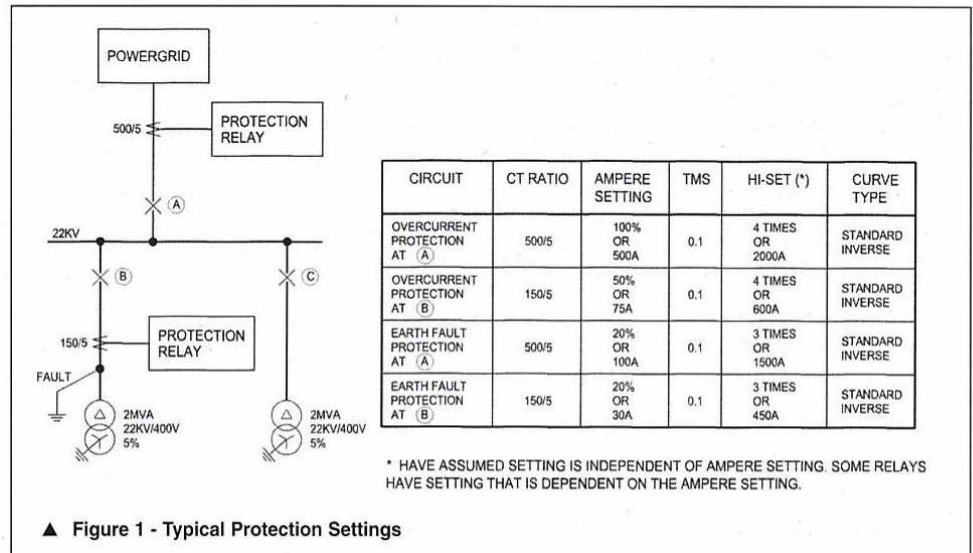 POWERGRID
500/5
PROTECTION
RELAY
A
22KV
B
C
150/5
PROTECTION
RELAY
FAULT
2MVA
22KV/400V
5%
2MVA
22KV/400V
5%
CIRCUIT CT RATIO AMPERE SETTING TMS HI-SET (*) CURVE TYPE
OVERCURRENT PROTECTION AT A 500/5 100% OR 500A 0.1 4 TIMES OR 2000A STANDARD INVERSE
OVERCURRENT PROTECTION AT B 150/5 50% OR 75A 0.1 4 TIMES OR 600A STANDARD INVERSE
EARTH FAULT PROTECTION AT A 500/5 20% OR 100A 0.1 3 TIMES OR 1500A STANDARD INVERSE
EARTH FAULT PROTECTION AT B 150/5 20% OR 30A 0.1 3 TIMES OR 450A STANDARD INVERSE
* HAVE ASSUMED SETTING IS INDEPENDENT OF AMPERE SETTING. SOME RELAYS
HAVE SETTING THAT IS DEPENDENT ON THE AMPERE SETTING.
▲ Figure 1 - Typical Protection Settings